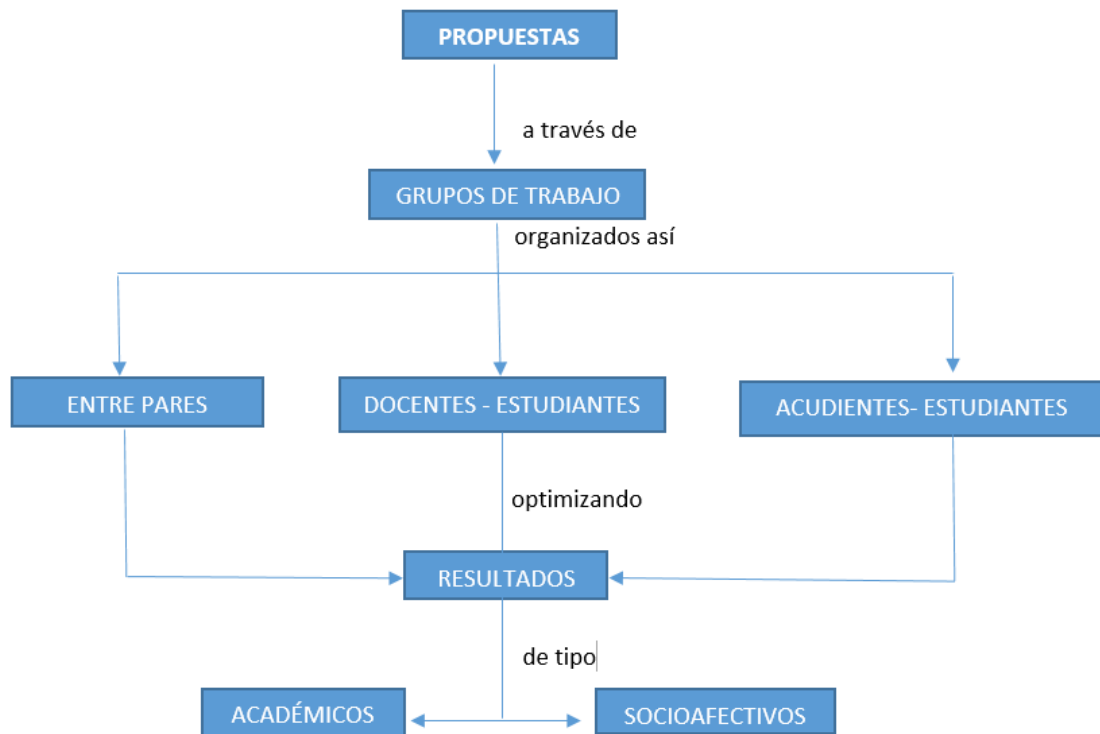 PROPUESTAS
a través de
GRUPOS DE TRABAJO
organizados así
ENTRE PARES
DOCENTES - ESTUDIANTES
ACUDIENTES- ESTUDIANTES
optimizando
RESULTADOS
de tipo
ACADÉMICOS
SOCIOAFECTIVOS